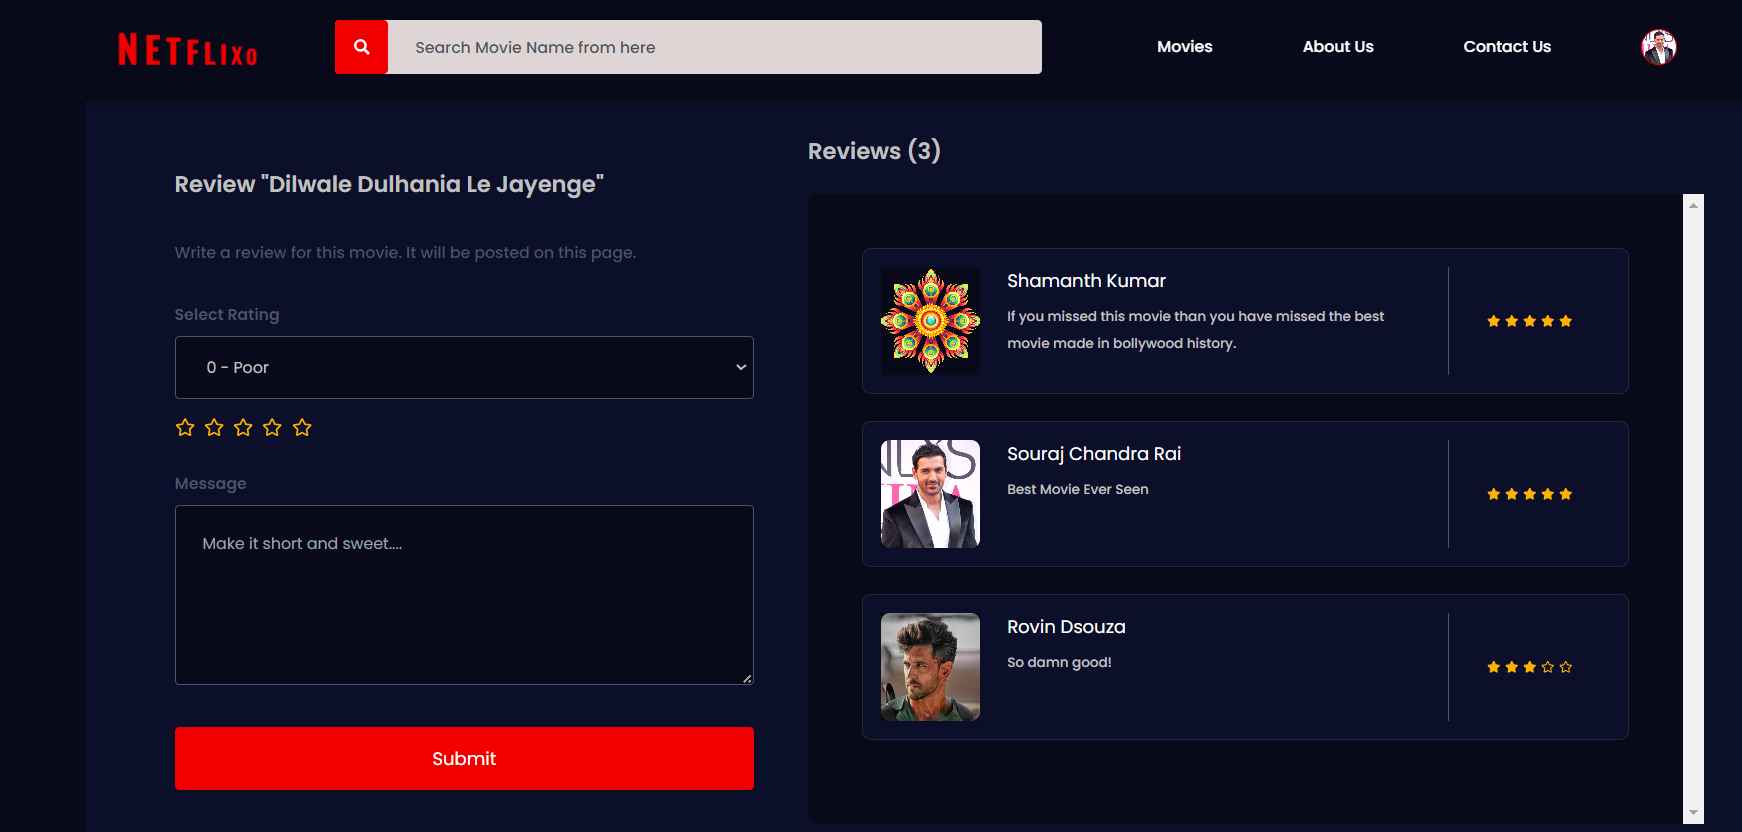 NETFLIXO
Search Movie Name from here
Movies
About Us
Contact Us
Review "Dilwale Dulhania Le Jayenge"
Write a review for this movie. It will be posted on this page.
Select Rating
0 - Poor
Message
Make it short and sweet....
Submit
Reviews (3)
Shamanth Kumar
If you missed this movie than you have missed the best
movie made in bollywood history.
Souraj Chandra Rai
Best Movie Ever Seen
Rovin Dsouza
So damn good!